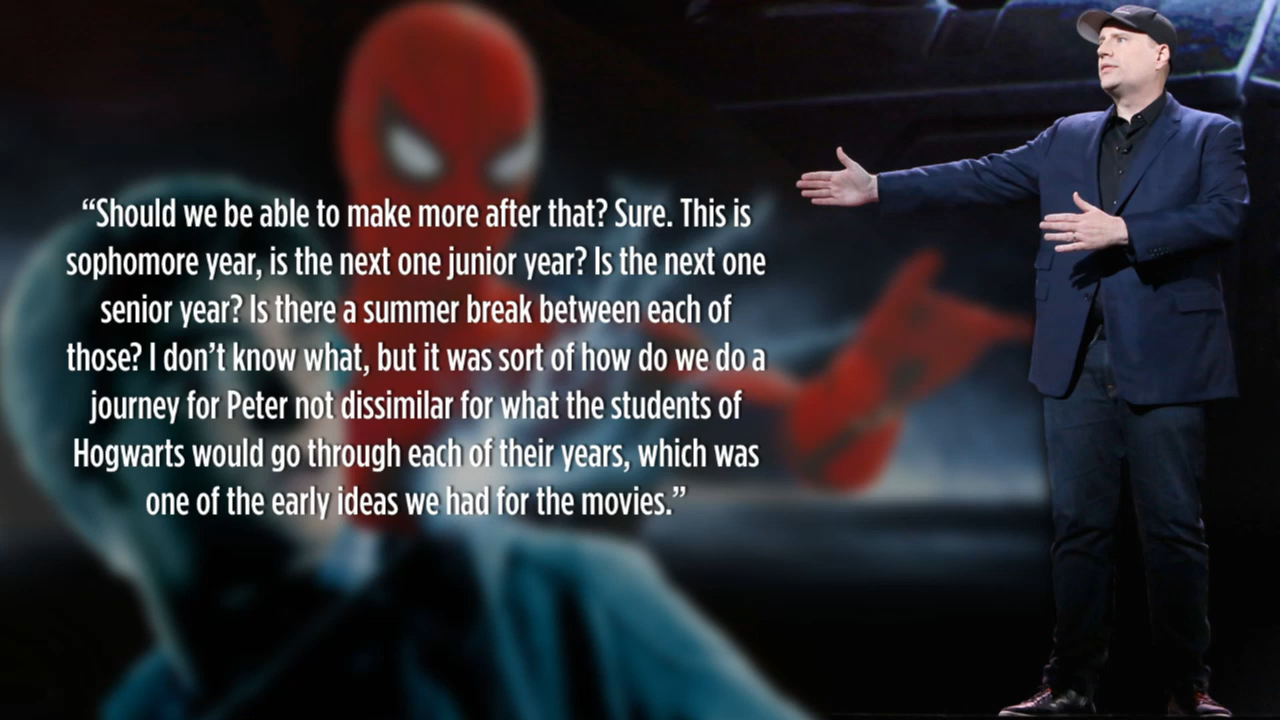 “Should we be able to make more after that? Sure. This is
sophomore year, is the next one junior year? Is the next one
senior year? Is there a summer break between each of
those? I don’t know what, but it was sort of how do we do a
journey for Peter not dissimilar for what the students of
Hogwarts would go through each of their years, which was
one of the early ideas we had for the movies.”